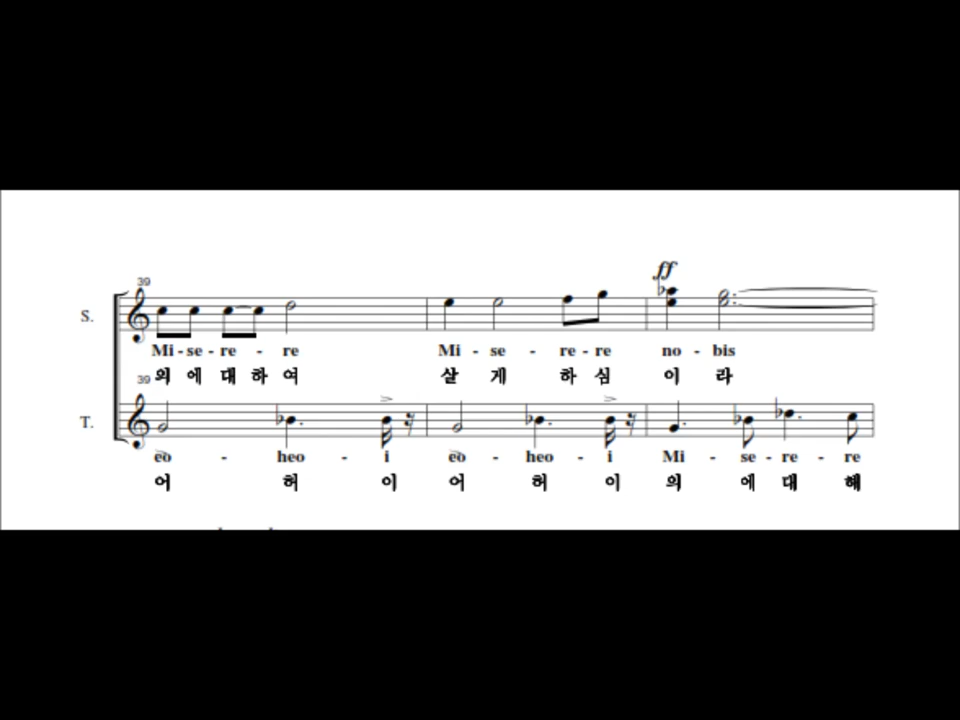 ff
39
S.
Mi - se - re - re Mi - se - re - re no - bis
의 에 대 하 여 살 게 하 심 이 라
39
T.
eo - heo - i eo - heo - i Mi - se - re - re
어 허 이 어 허 이 의 에 대 해